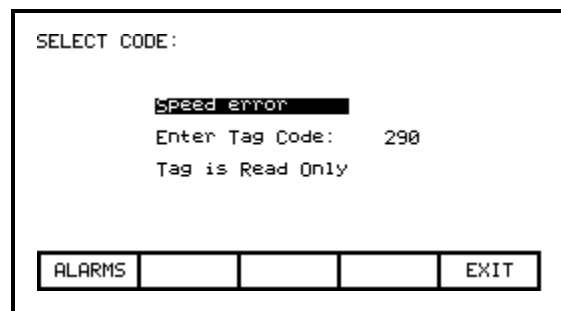 SELECT CODE:
Speed error
Enter Tag Code: 290
Tag is Read Only
ALARMS EXIT